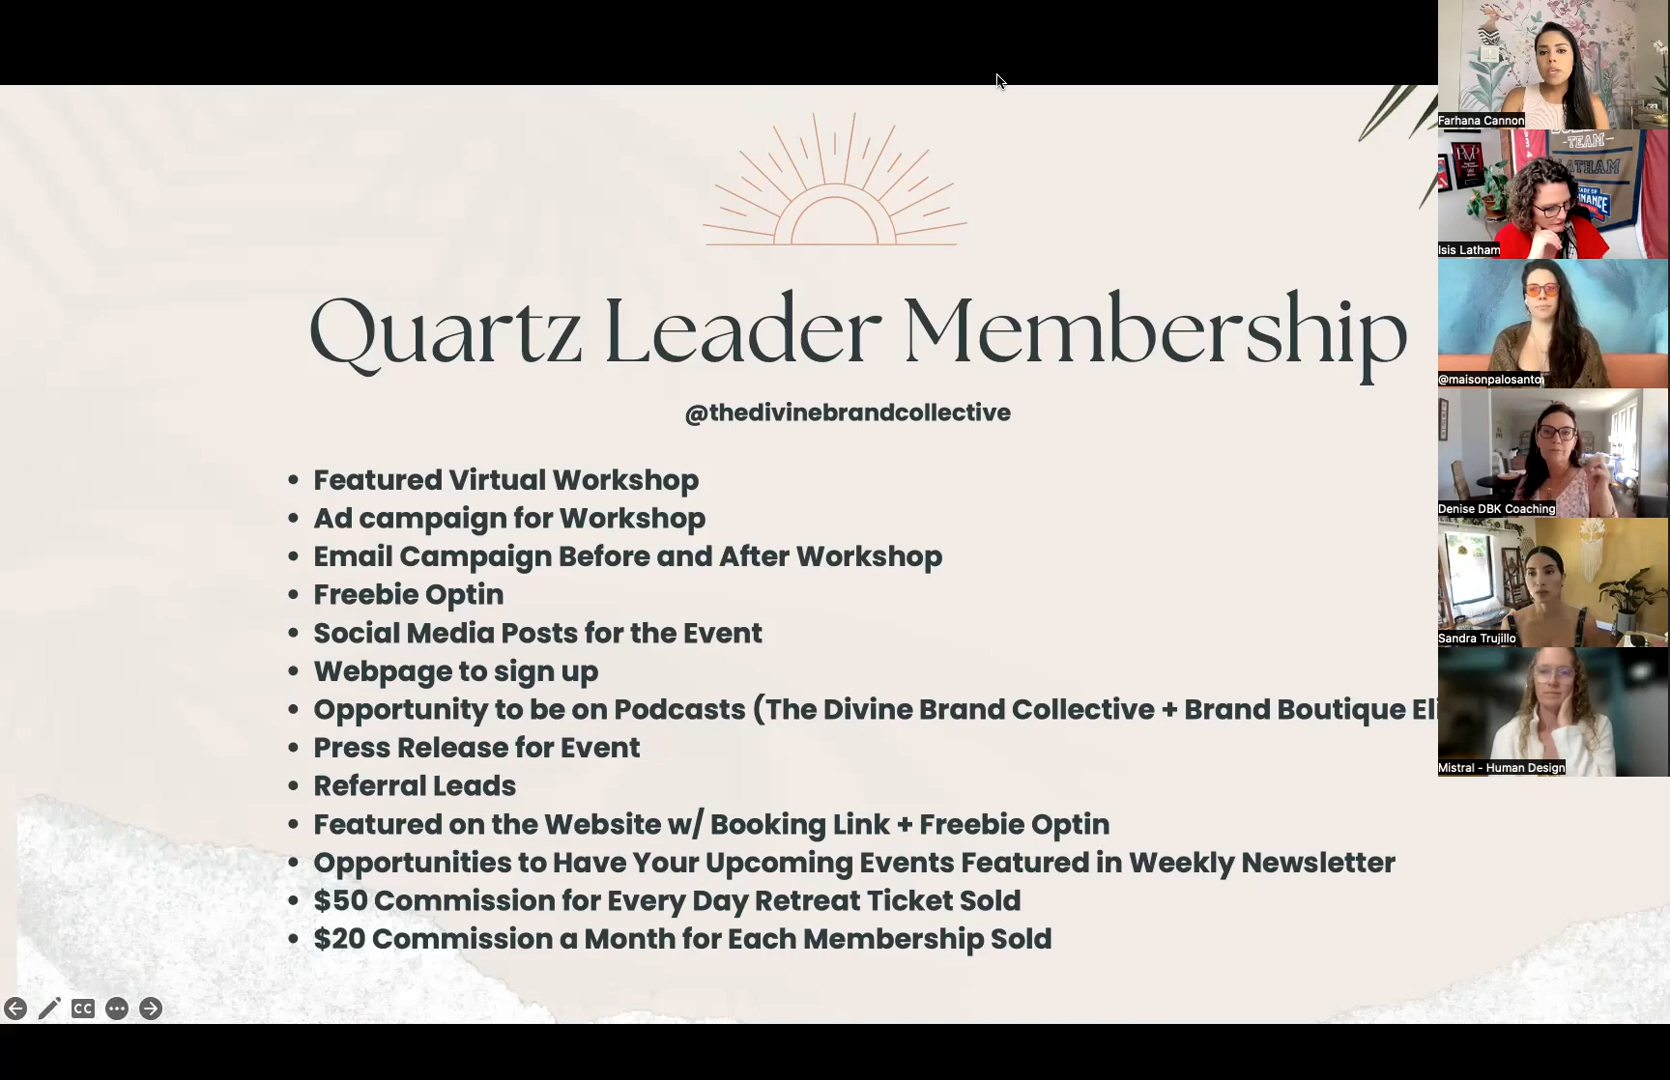 Quartz Leader Membership
@thedivinebrandcollective
• Featured Virtual Workshop
• Ad campaign for Workshop
• Email Campaign Before and After Workshop
• Freebie Optin
• Social Media Posts for the Event
• Webpage to sign up
• Opportunity to be on Podcasts (The Divine Brand Collective + Brand Boutique
• Press Release for Event
• Referral Leads
• Featured on the Website w/ Booking Link + Freebie Optin
• Opportunities to Have Your Upcoming Events Featured in Weekly Newsletter
• $50 Commission for Every Day Retreat Ticket Sold
• $20 Commission a Month for Each Membership Sold
CC
Farhana Cannon
RVP
-TEAM-
LATHAM
Isis Latham
@maisonpalosanto
Denise DBK Coaching
Sandra Trujillo
Mistral - Human Design